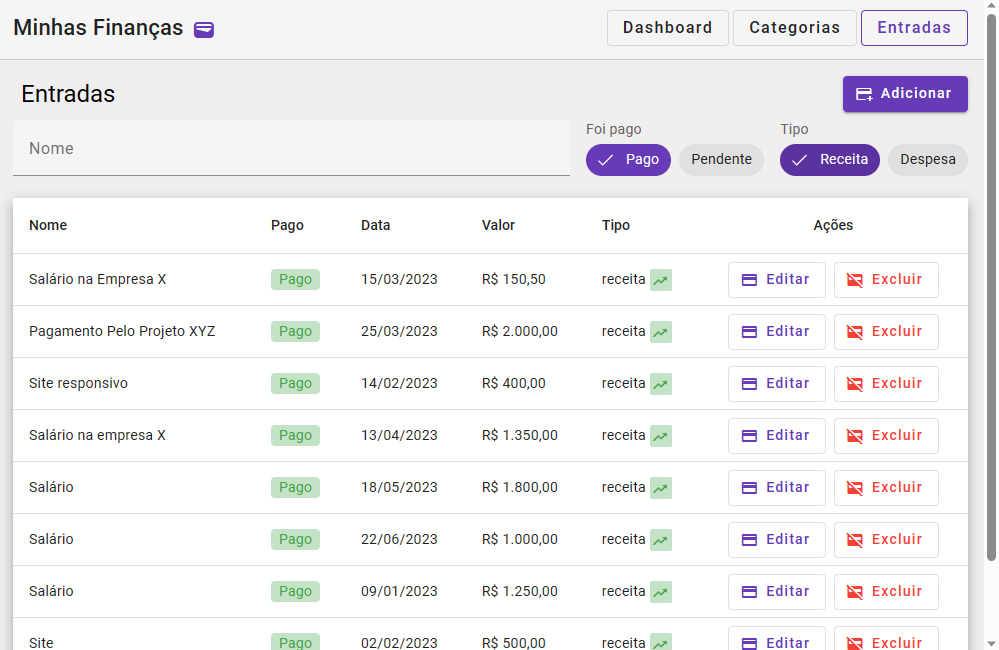 Minhas Finanças
Dashboard Categorias Entradas
Entradas
Adicionar
Nome
Foi pago
Pago Pendente
Tipo
Receita Despesa
Nome Pago Data Valor Tipo Ações
Salário na Empresa X Pago 15/03/2023 R$ 150,50 receita Editar Excluir
Pagamento Pelo Projeto XYZ Pago 25/03/2023 R$ 2.000,00 receita Editar Excluir
Site responsivo Pago 14/02/2023 R$ 400,00 receita Editar Excluir
Salário na empresa X Pago 13/04/2023 R$ 1.350,00 receita Editar Excluir
Salário Pago 18/05/2023 R$ 1.800,00 receita Editar Excluir
Salário Pago 22/06/2023 R$ 1.000,00 receita Editar Excluir
Salário Pago 09/01/2023 R$ 1.250,00 receita Editar Excluir
Site Pago 02/02/2023 R$ 500,00 receita Editar Excluir